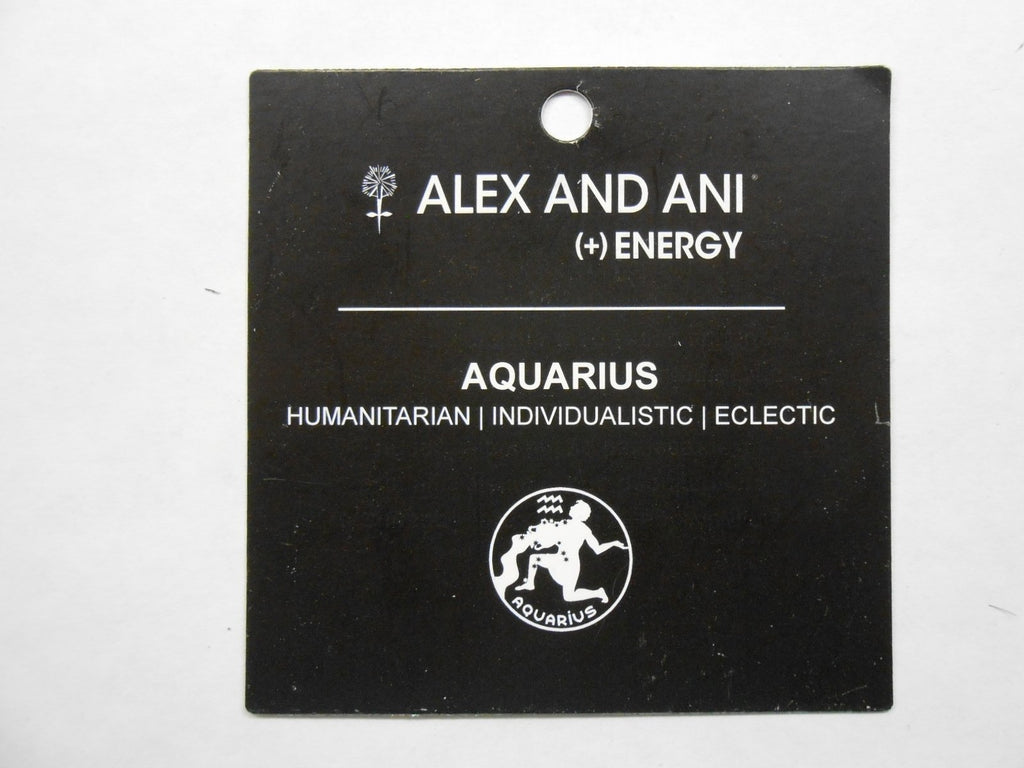 ALEX AND ANI®
(+) ENERGY
AQUARIUS
HUMANITARIAN | INDIVIDUALISTIC | ECLECTIC
AQUARIUS